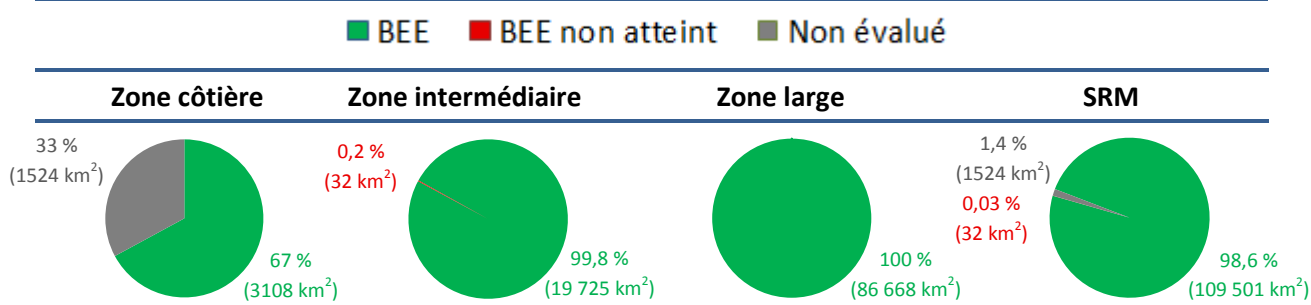 BEE BEE non atteint Non évalué
Zone côtière Zone intermédiaire Zone large SRM
33 %
(1524 km²)
67 %
(3108 km²)
0,2 %
(32 km²)
99,8 %
(19 725 km²)
100 %
(86 668 km²)
1,4 %
(1524 km²)
0,03 %
(32 km²)
98,6 %
(109 501 km²)